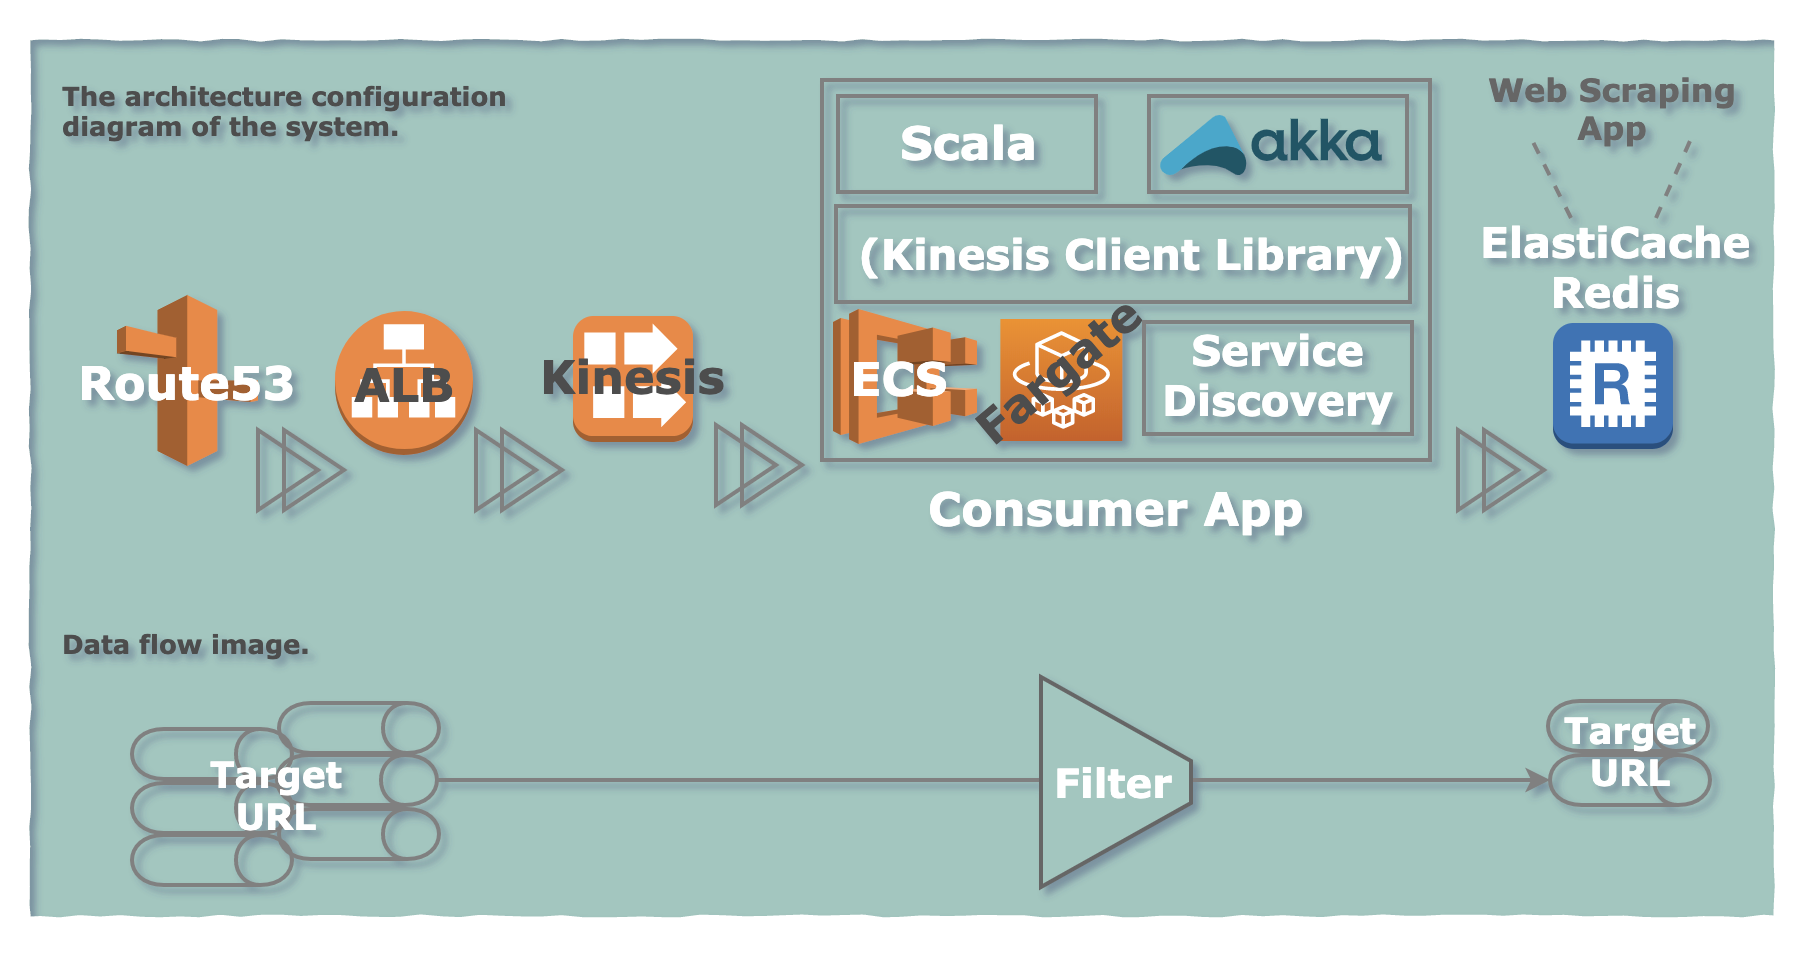 The architecture configuration
diagram of the system.
Web Scraping
App
Scala
akka
(Kinesis Client Library)
ElastiCache
Redis
Route53
ALB
Kinesis
ECS
Fargate
Service
Discovery
R
Consumer App
Data flow image.
Target
URL
Filter
Target
URL